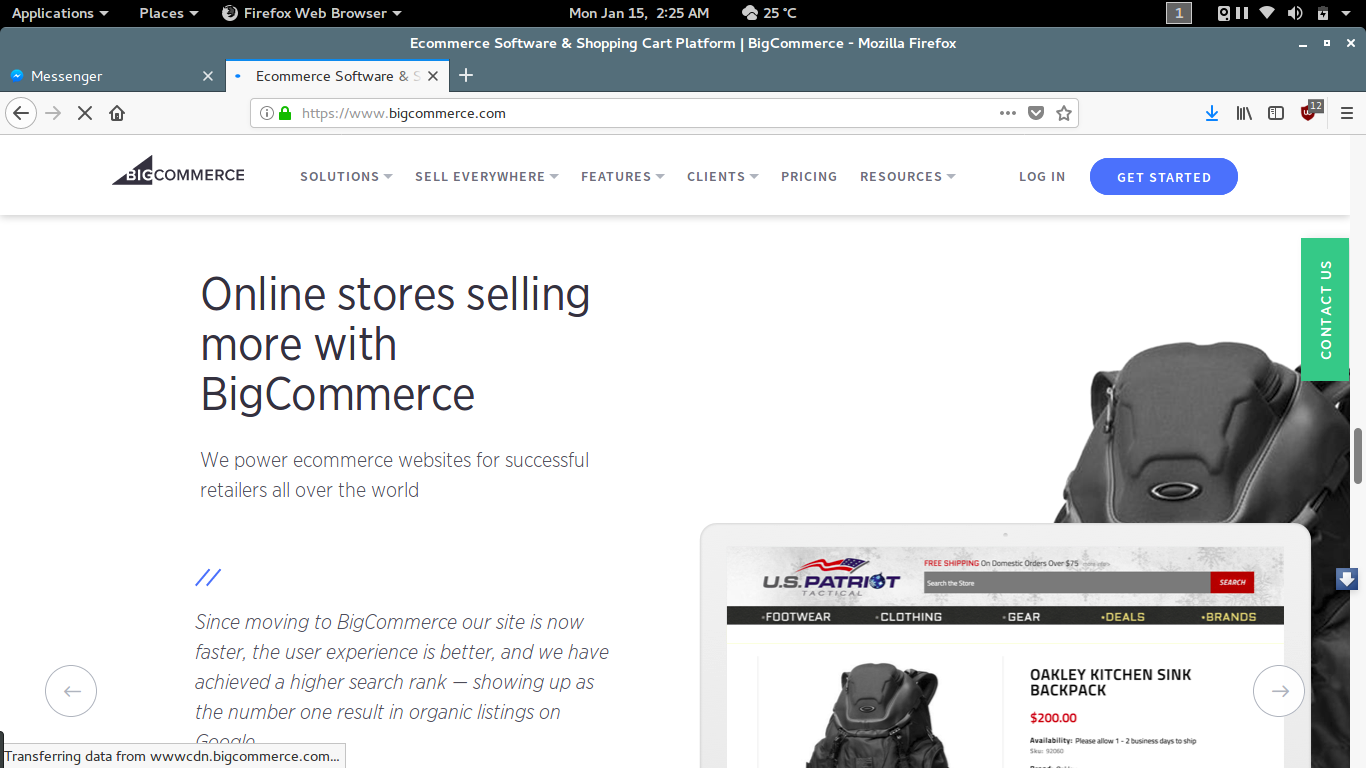 Applications Places Firefox Web Browser Mon Jan 15, 2:25 AM 25 °C 1
Ecommerce Software & Shopping Cart Platform | BigCommerce - Mozilla Firefox
Messenger Ecommerce Software & S
https://www.bigcommerce.com 12
BIGCOMMERCE SOLUTIONS SELL EVERYWHERE FEATURES CLIENTS PRICING RESOURCES LOG IN GET STARTED
CONTACT US
Online stores selling
more with
BigCommerce
We power ecommerce websites for successful
retailers all over the world
//
Since moving to BigCommerce our site is now
faster, the user experience is better, and we have
achieved a higher search rank — showing up as
the number one result in organic listings on
Google
U.S.PATRIOT
TACTICAL
FREE SHIPPING On Domestic Orders Over $75
Search the Store SEARCH
FOOTWEAR CLOTHING GEAR DEALS BRANDS
OAKLEY KITCHEN SINK
BACKPACK
$200.00
Availability: Please allow 1 - 2 business days to ship
Sku: 92060
Transferring data from wwwcdn.bigcommerce.com...